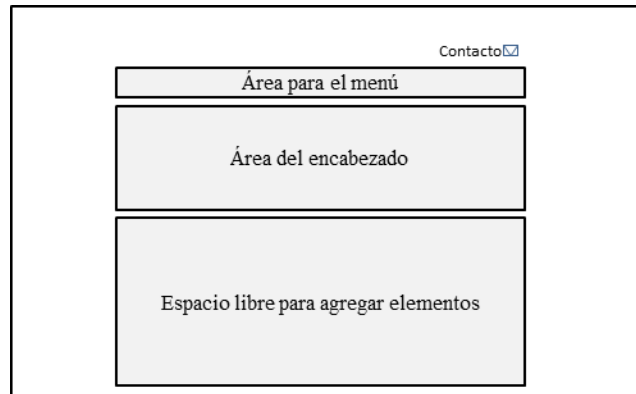 Contacto
Área para el menú
Área del encabezado
Espacio libre para agregar elementos